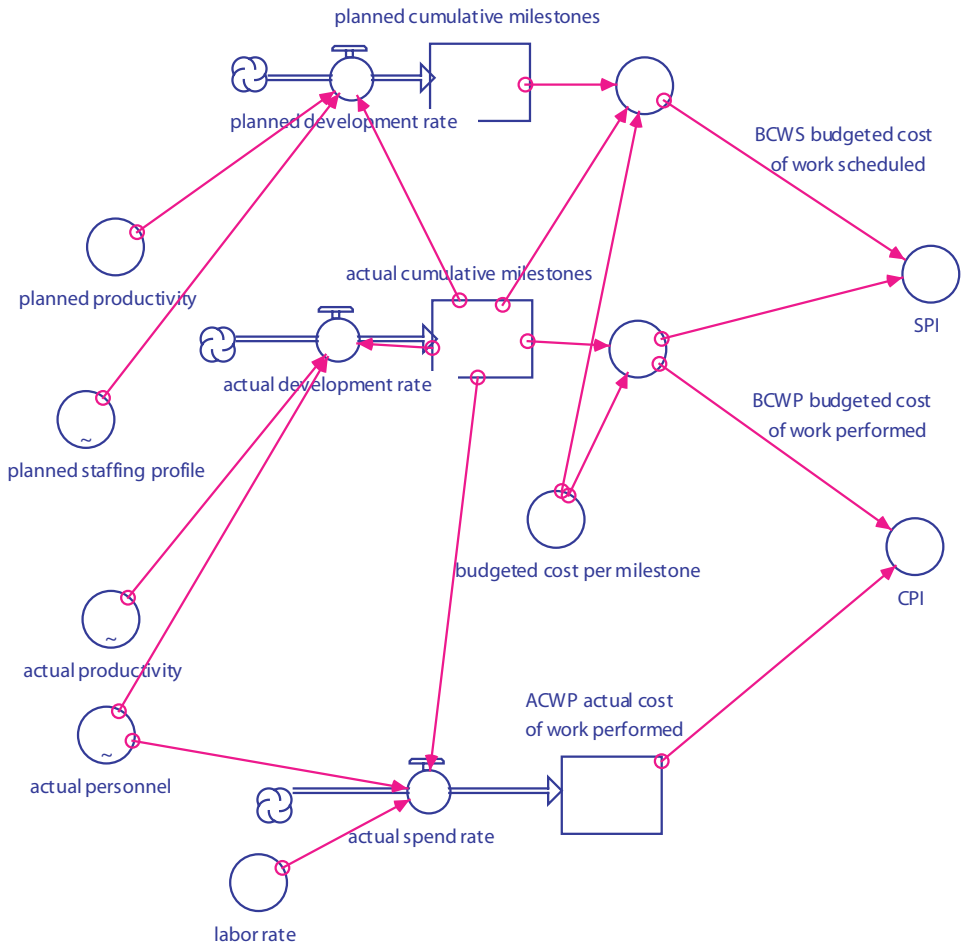 planned cumulative milestones
planned development rate
BCWS budgeted cost
of work scheduled
planned productivity
actual cumulative milestones
SPI
actual development rate
BCWP budgeted cost
of work performed
planned staffing profile
~
budgeted cost per milestone
CPI
~
actual productivity
ACWP actual cost
of work performed
~
actual personnel
actual spend rate
labor rate